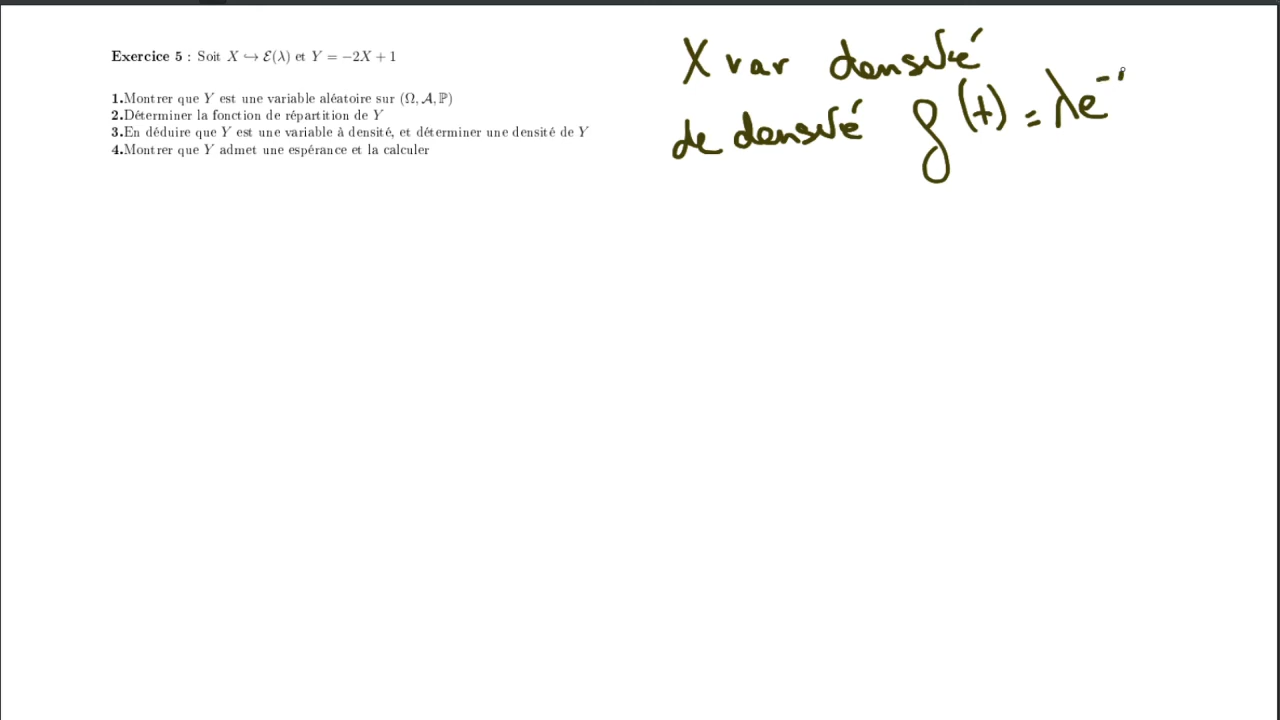 Exercice 5 : Soit X ↪ ℰ(λ) et Y = −2X + 1
1.Montrer que Y est une variable aléatoire sur (Ω, 𝒜, ℙ)
2.Déterminer la fonction de répartition de Y
3.En déduire que Y est une variable à densité, et déterminer une densité de Y
4.Montrer que Y admet une espérance et la calculer
X var densité
de densité f(t) = λe⁻